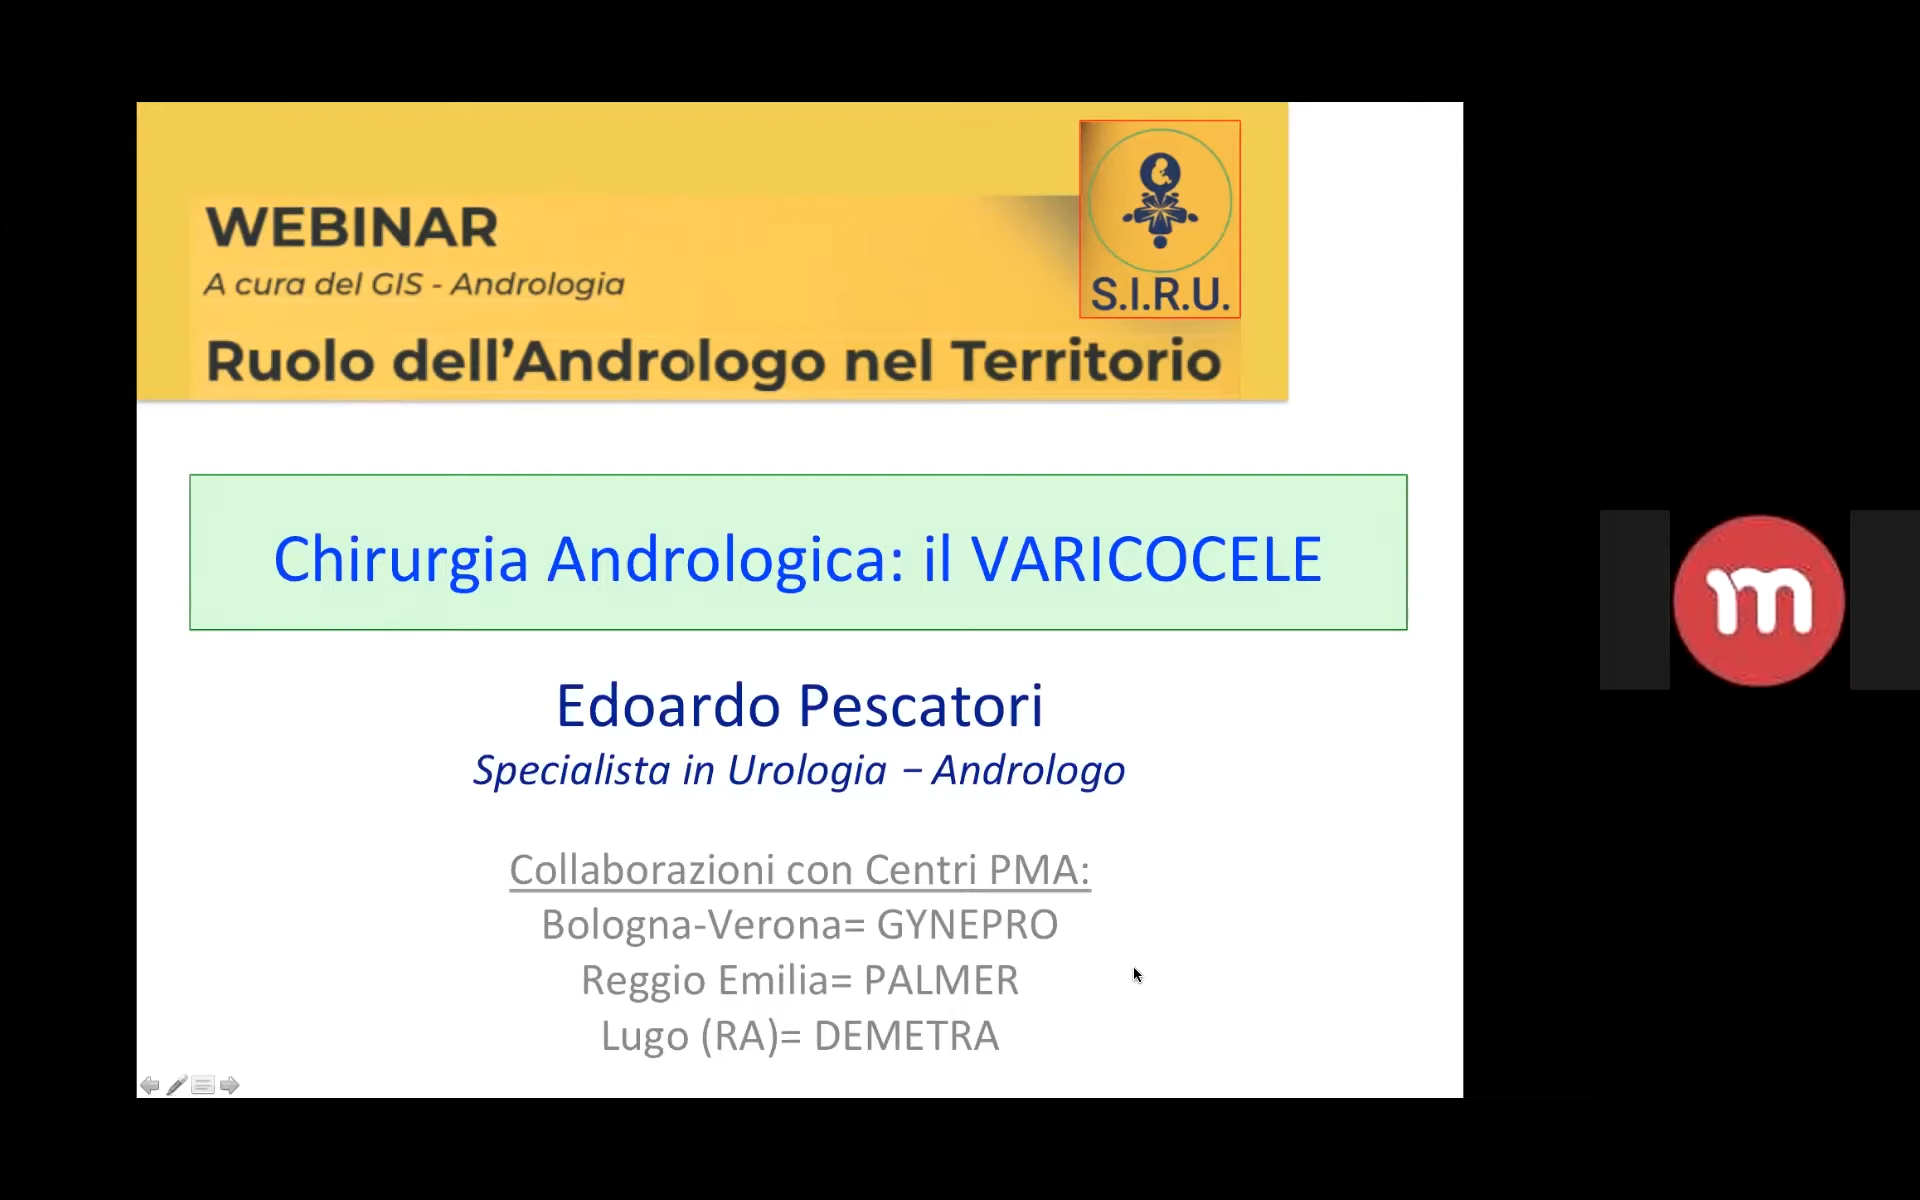 WEBINAR
A cura del GIS - Andrologia
S.I.R.U.
Ruolo dell’Andrologo nel Territorio
Chirurgia Andrologica: il VARICOCELE
Edoardo Pescatori
Specialista in Urologia – Andrologo
Collaborazioni con Centri PMA:
Bologna-Verona= GYNEPRO
Reggio Emilia= PALMER
Lugo (RA)= DEMETRA
m